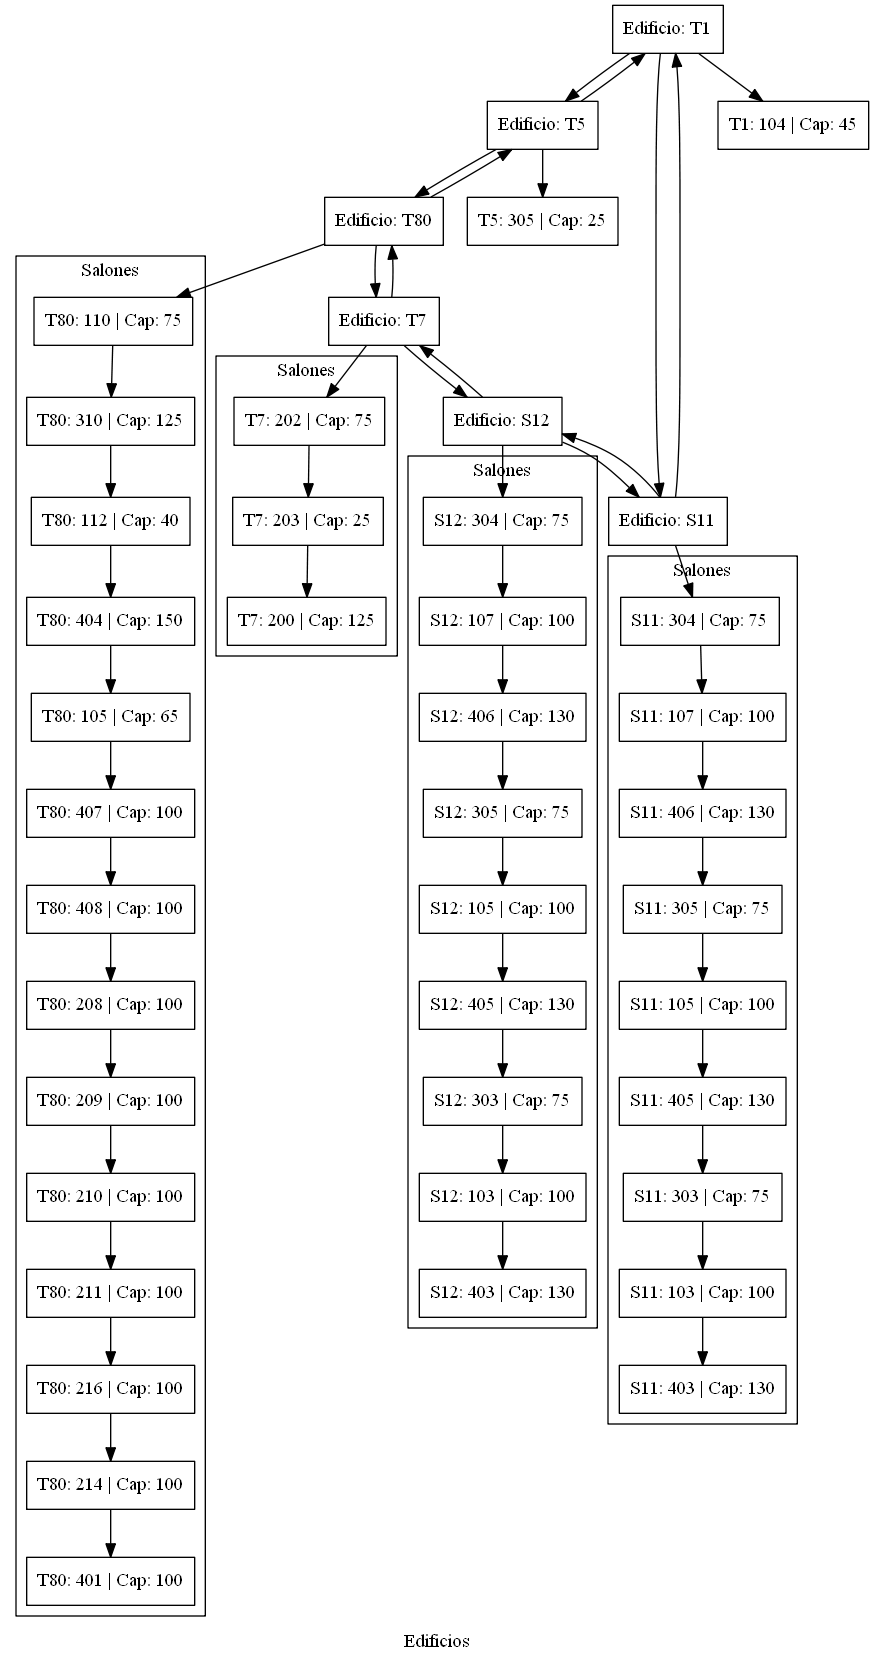 Edificio: T1
Edificio: T5
T1: 104 | Cap: 45
Edificio: T80
T5: 305 | Cap: 25
Edificio: T7
Edificio: S12
Edificio: S11
Salones
T80: 110 | Cap: 75
T80: 310 | Cap: 125
T80: 112 | Cap: 40
T80: 404 | Cap: 150
T80: 105 | Cap: 65
T80: 407 | Cap: 100
T80: 408 | Cap: 100
T80: 208 | Cap: 100
T80: 209 | Cap: 100
T80: 210 | Cap: 100
T80: 211 | Cap: 100
T80: 216 | Cap: 100
T80: 214 | Cap: 100
T80: 401 | Cap: 100
Salones
T7: 202 | Cap: 75
T7: 203 | Cap: 25
T7: 200 | Cap: 125
Salones
S12: 304 | Cap: 75
S12: 107 | Cap: 100
S12: 406 | Cap: 130
S12: 305 | Cap: 75
S12: 105 | Cap: 100
S12: 405 | Cap: 130
S12: 303 | Cap: 75
S12: 103 | Cap: 100
S12: 403 | Cap: 130
Salones
S11: 304 | Cap: 75
S11: 107 | Cap: 100
S11: 406 | Cap: 130
S11: 305 | Cap: 75
S11: 105 | Cap: 100
S11: 405 | Cap: 130
S11: 303 | Cap: 75
S11: 103 | Cap: 100
S11: 403 | Cap: 130
Edificios